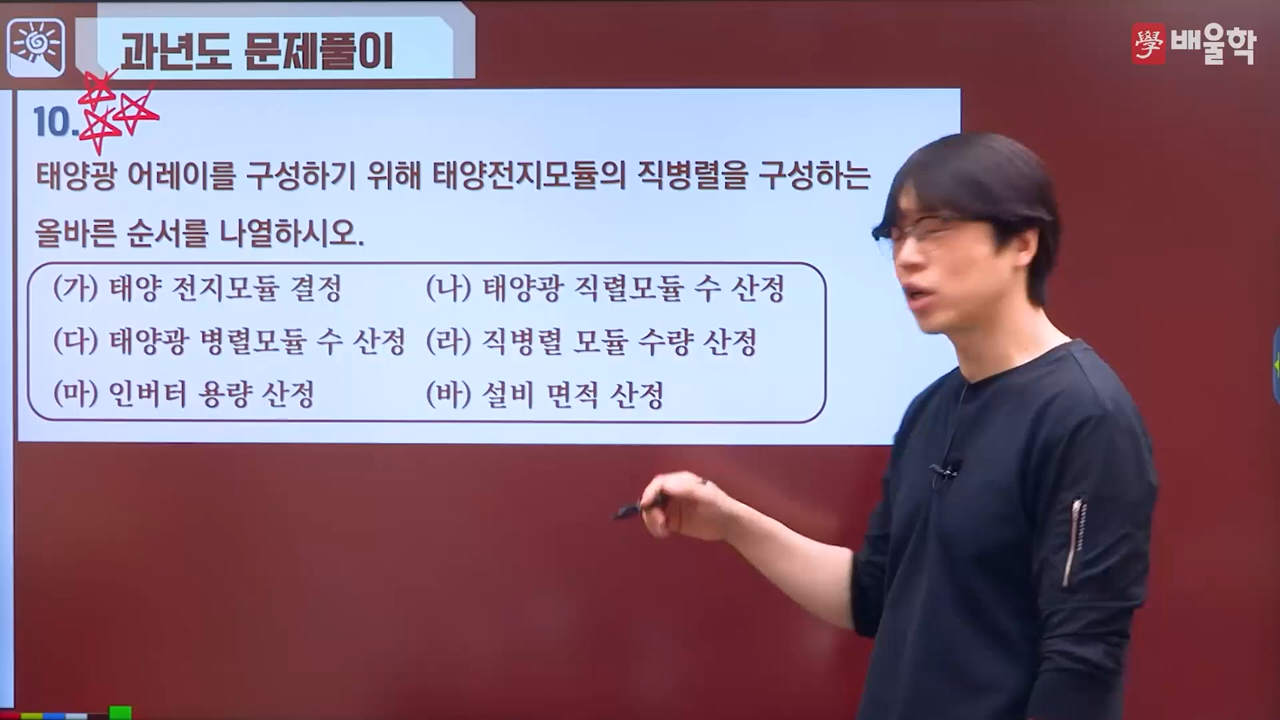 과년도 문제풀이
學 배울학
10.
태양광 어레이를 구성하기 위해 태양전지모듈의 직병렬을 구성하는
올바른 순서를 나열하시오.
(가) 태양 전지모듈 결정 (나) 태양광 직렬모듈 수 산정
(다) 태양광 병렬모듈 수 산정 (라) 직병렬 모듈 수량 산정
(마) 인버터 용량 산정 (바) 설비 면적 산정